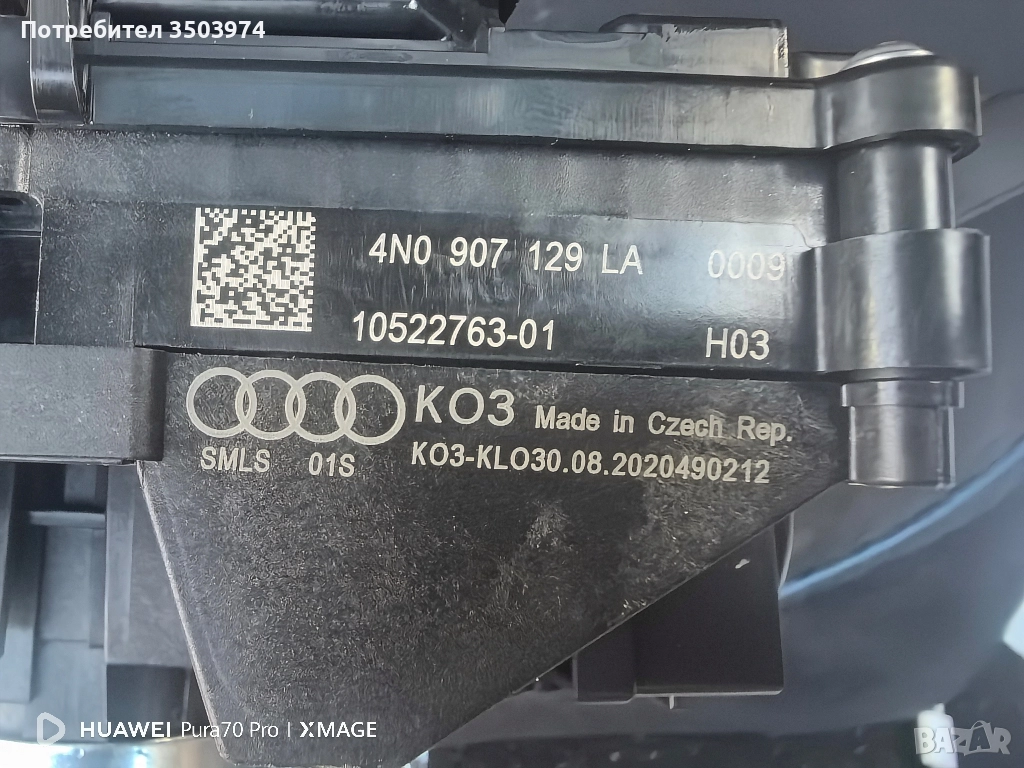 Потребител 3503974
4N0 907 129 LA 0009
10522763-01 H03
KO3 Made in Czech Rep.
SMLS 01S KO3-KLO30.08.2020490212
HUAWEI Pura70 Pro | XMAGE
BAZAR